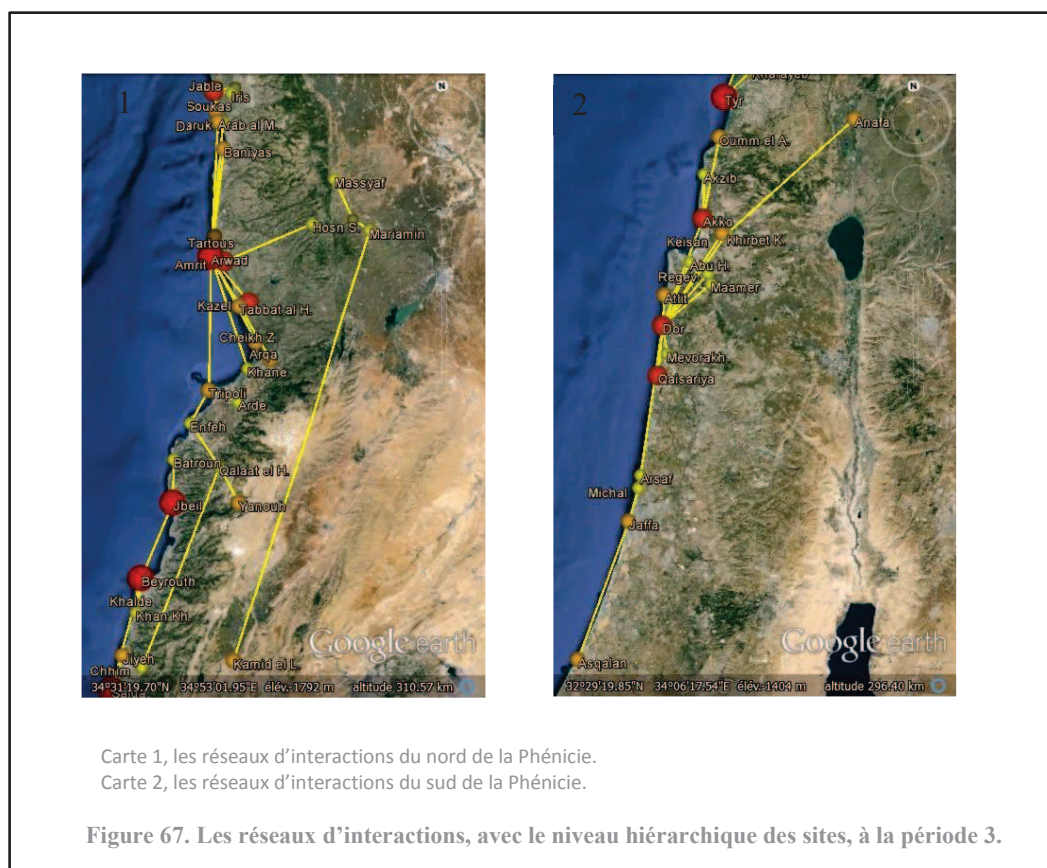 1
N
Jable
Iris
Soukas
Daruk Arab al M.
Baniyas
Massyaf
Hosn S.
Mariamin
Tartous
Arwad
Amrit
Kazel
Tabbat al H.
Cheikh Z.
Arqa
Khane
Tripoli
Arde
Enfeh
Batroun
Qalaat el H.
Jbeil
Yanouh
Beyrouth
Khalde
Khan Kh.
Google earth
Jiyeh
Kamid el L.
Chhim
Saida
34°31'19.70"N 34°53'01.95"E élév.-1792 m altitude 310.57 km
2
N
Kharayeb
Tyr
Anafa
Oumm el A.
Akzib
Akko
Khirbet K.
Keisan
Abu H.
Regev
Maamer
Atlit
Dor
Mevorakh
Qaisariya
Arsaf
Michal
Jaffa
Google earth
Asqalan
32°29'19.85"N 34°06'17.54"E élév.-1404 m altitude 296.40 km
Carte 1, les réseaux d’interactions du nord de la Phénicie.
Carte 2, les réseaux d’interactions du sud de la Phénicie.
Figure 67. Les réseaux d’interactions, avec le niveau hiérarchique des sites, à la période 3.